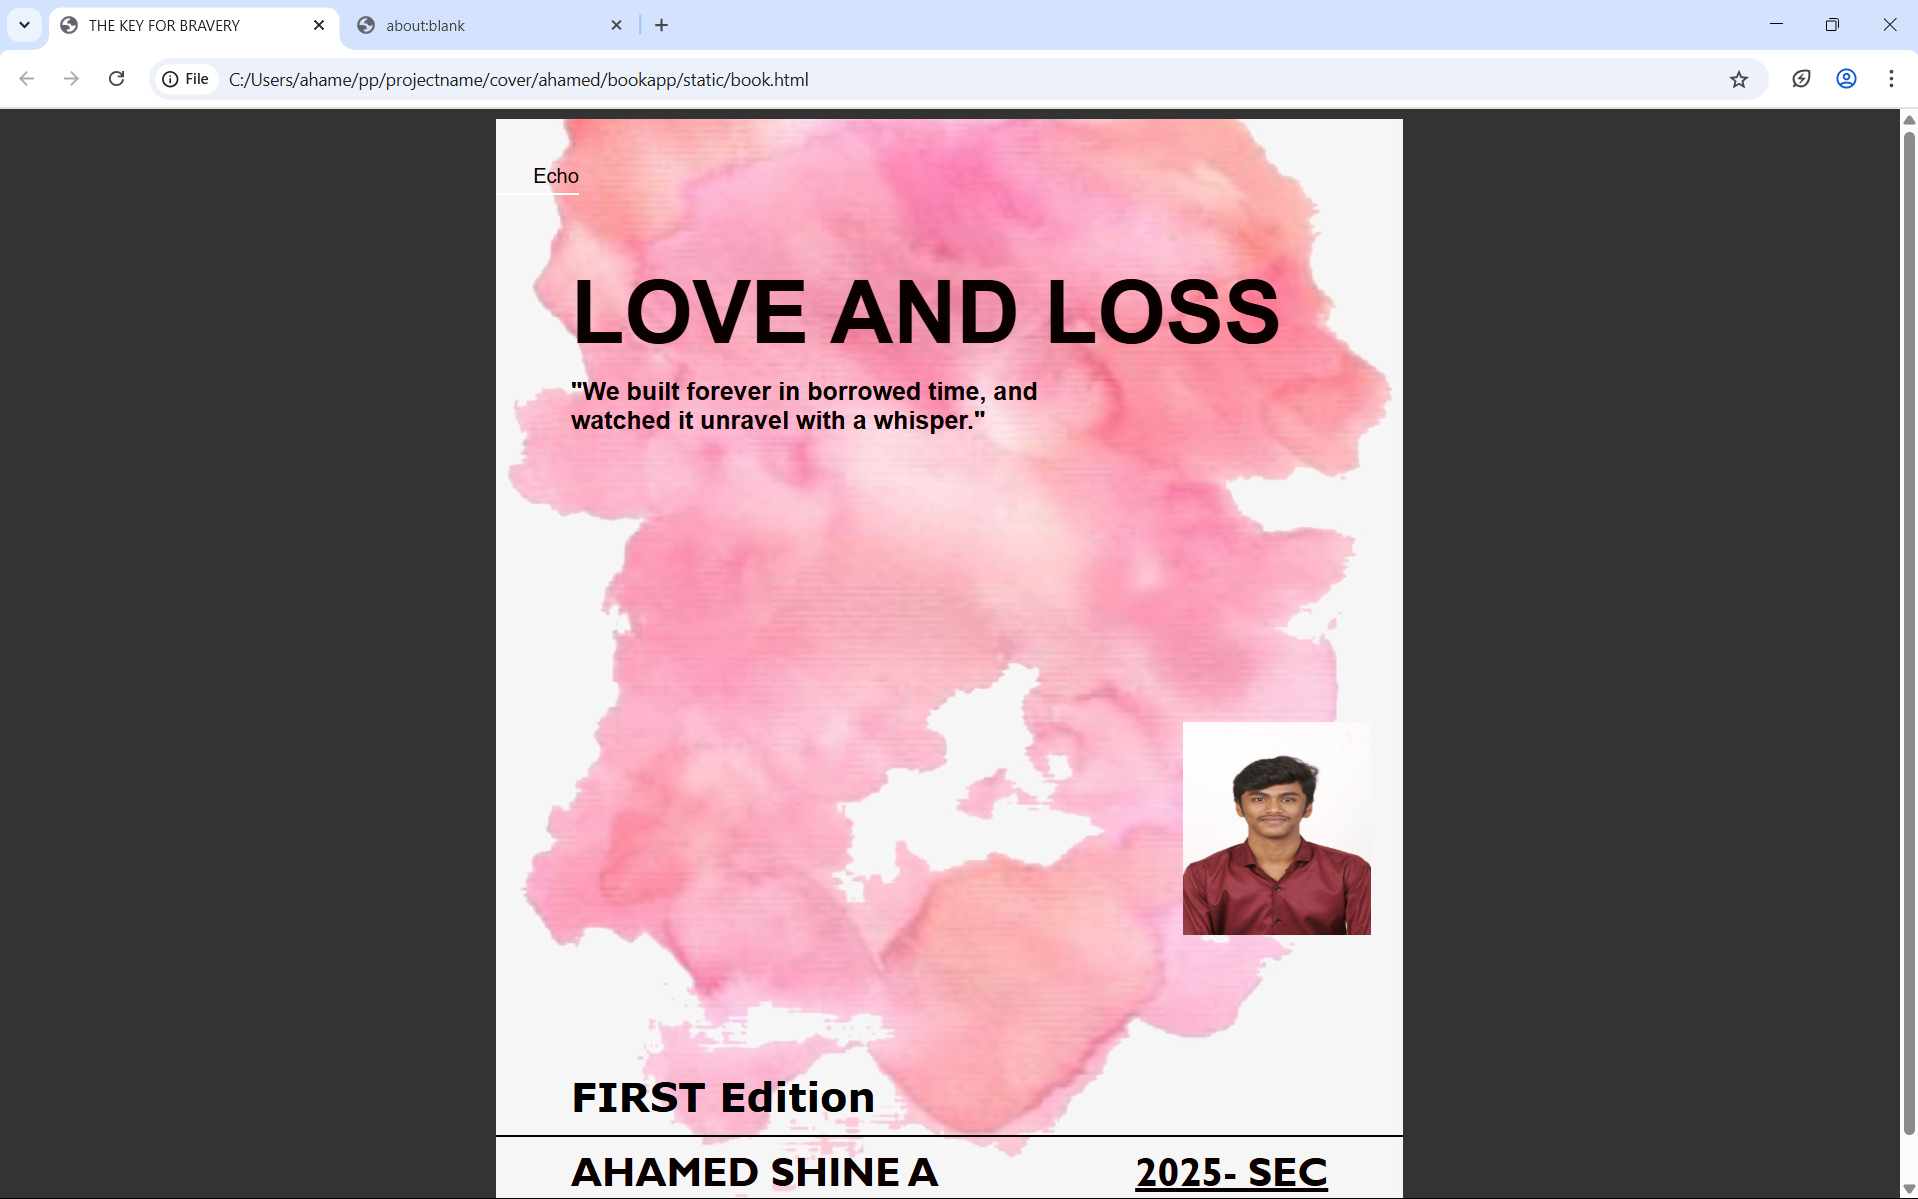 THE KEY FOR BRAVERY
about:blank
File
C:/Users/ahame/pp/projectname/cover/ahamed/bookapp/static/book.html
Echo
LOVE AND LOSS
"We built forever in borrowed time, and
watched it unravel with a whisper."
FIRST Edition
AHAMED SHINE A
2025- SEC